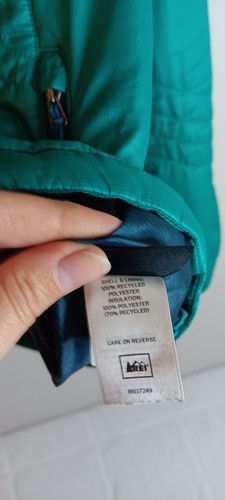 SHELL & LINING:
100% RECYCLED
POLYESTER
INSULATION:
100% POLYESTER
(70% RECYCLED)
CARE ON REVERSE
REI
RN37249